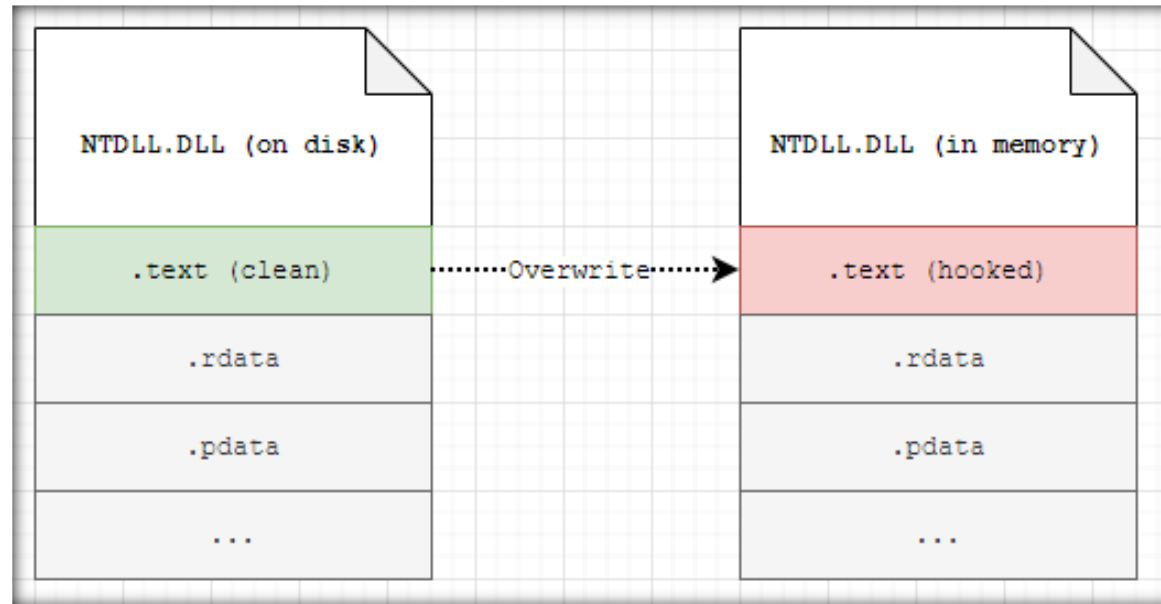 NTDLL.DLL (on disk)
NTDLL.DLL (in memory)
.text (clean)
Overwrite
.text (hooked)
.rdata
.rdata
.pdata
.pdata
...
...